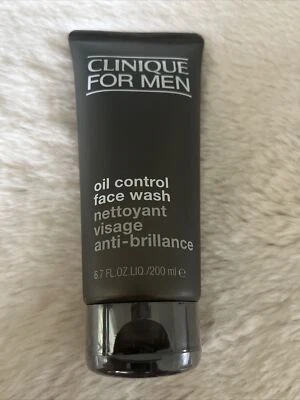 CLINIQUE
FOR MEN
oil control
face wash
nettoyant
visage
anti-brillance
6.7 FL.OZ.LIQ./200 ml ℮